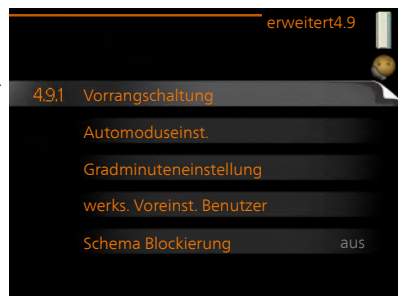 erweitert4.9
4.9.1 Vorrangschaltung
Automoduseinst.
Gradminuteneinstellung
werks. Voreinst. Benutzer
Schema Blockierung aus